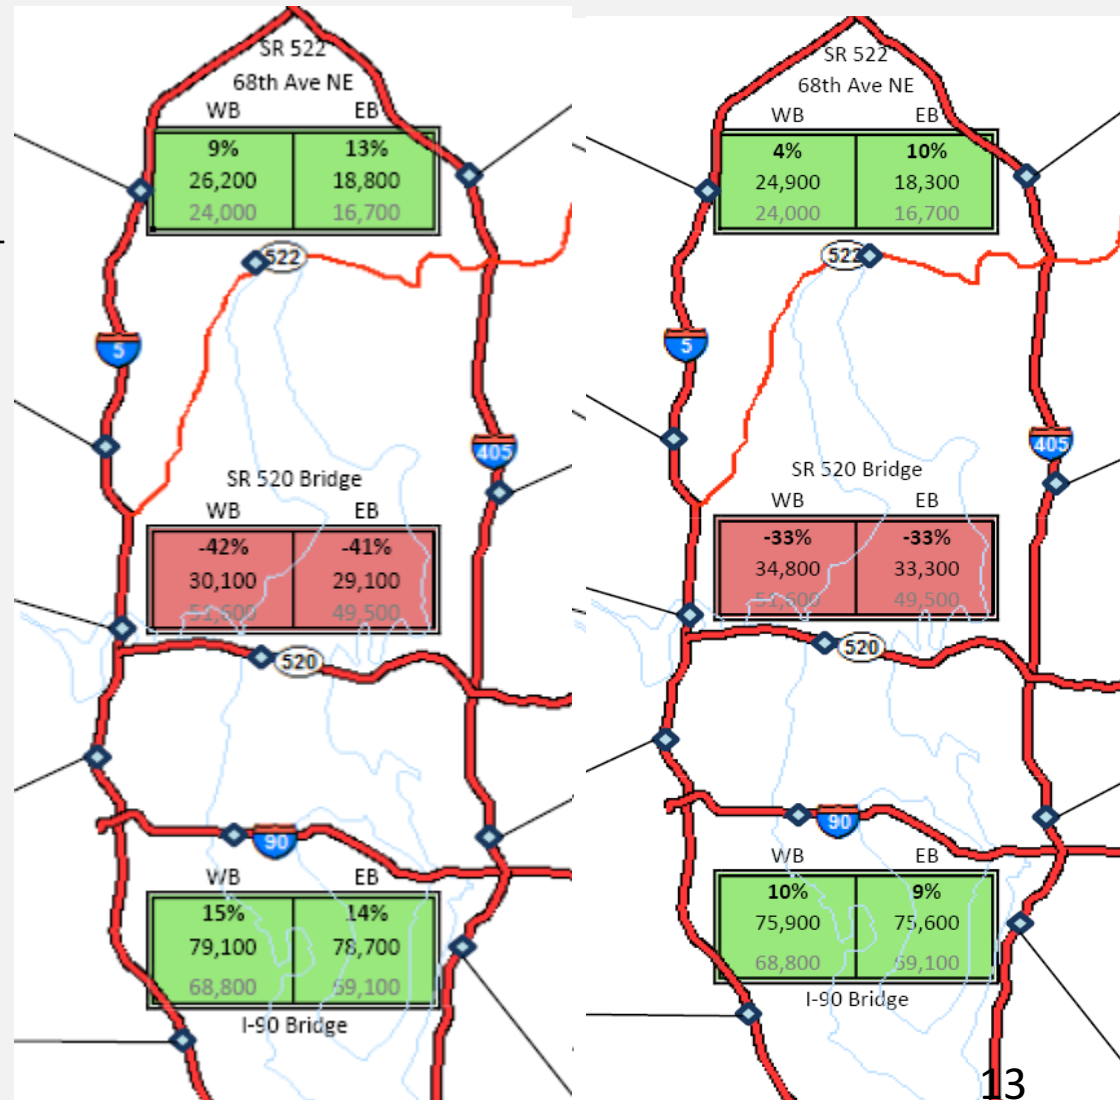 SR 522
68th Ave NE
WB EB
9% 13%
26,200 18,800
24,000 16,700
522
5
405
SR 520 Bridge
WB EB
-42% -41%
30,100 29,100
51,600 49,500
520
90
WB EB
15% 14%
79,100 78,700
68,800 69,100
I-90 Bridge
SR 522
68th Ave NE
WB EB
4% 10%
24,900 18,300
24,000 16,700
522
5
405
SR 520 Bridge
WB EB
-33% -33%
34,800 33,300
51,600 49,500
520
90
WB EB
10% 9%
75,900 75,600
68,800 69,100
I-90 Bridge
13